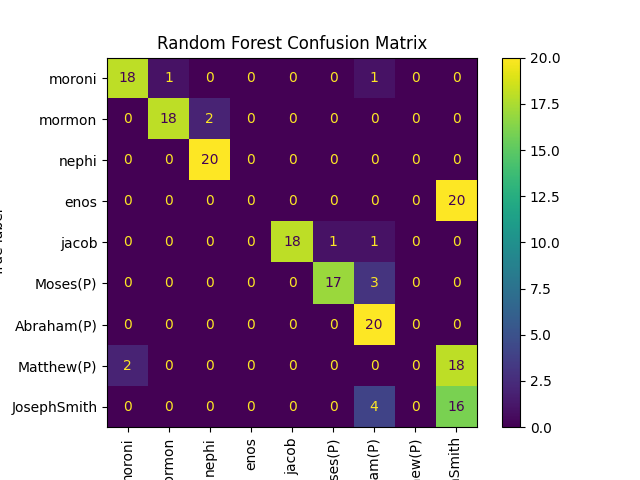 Random Forest Confusion Matrix
moroni 18 1 0 0 0 0 1 0 0
mormon 0 18 2 0 0 0 0 0 0
nephi 0 0 20 0 0 0 0 0 0
enos 0 0 0 0 0 0 0 0 20
jacob 0 0 0 0 18 1 1 0 0
Moses(P) 0 0 0 0 0 17 3 0 0
Abraham(P) 0 0 0 0 0 0 20 0 0
Matthew(P) 2 0 0 0 0 0 0 0 18
JosephSmith 0 0 0 0 0 0 4 0 16
nephi
enos
jacob
20.0
17.5
15.0
12.5
10.0
7.5
5.0
2.5
0.0